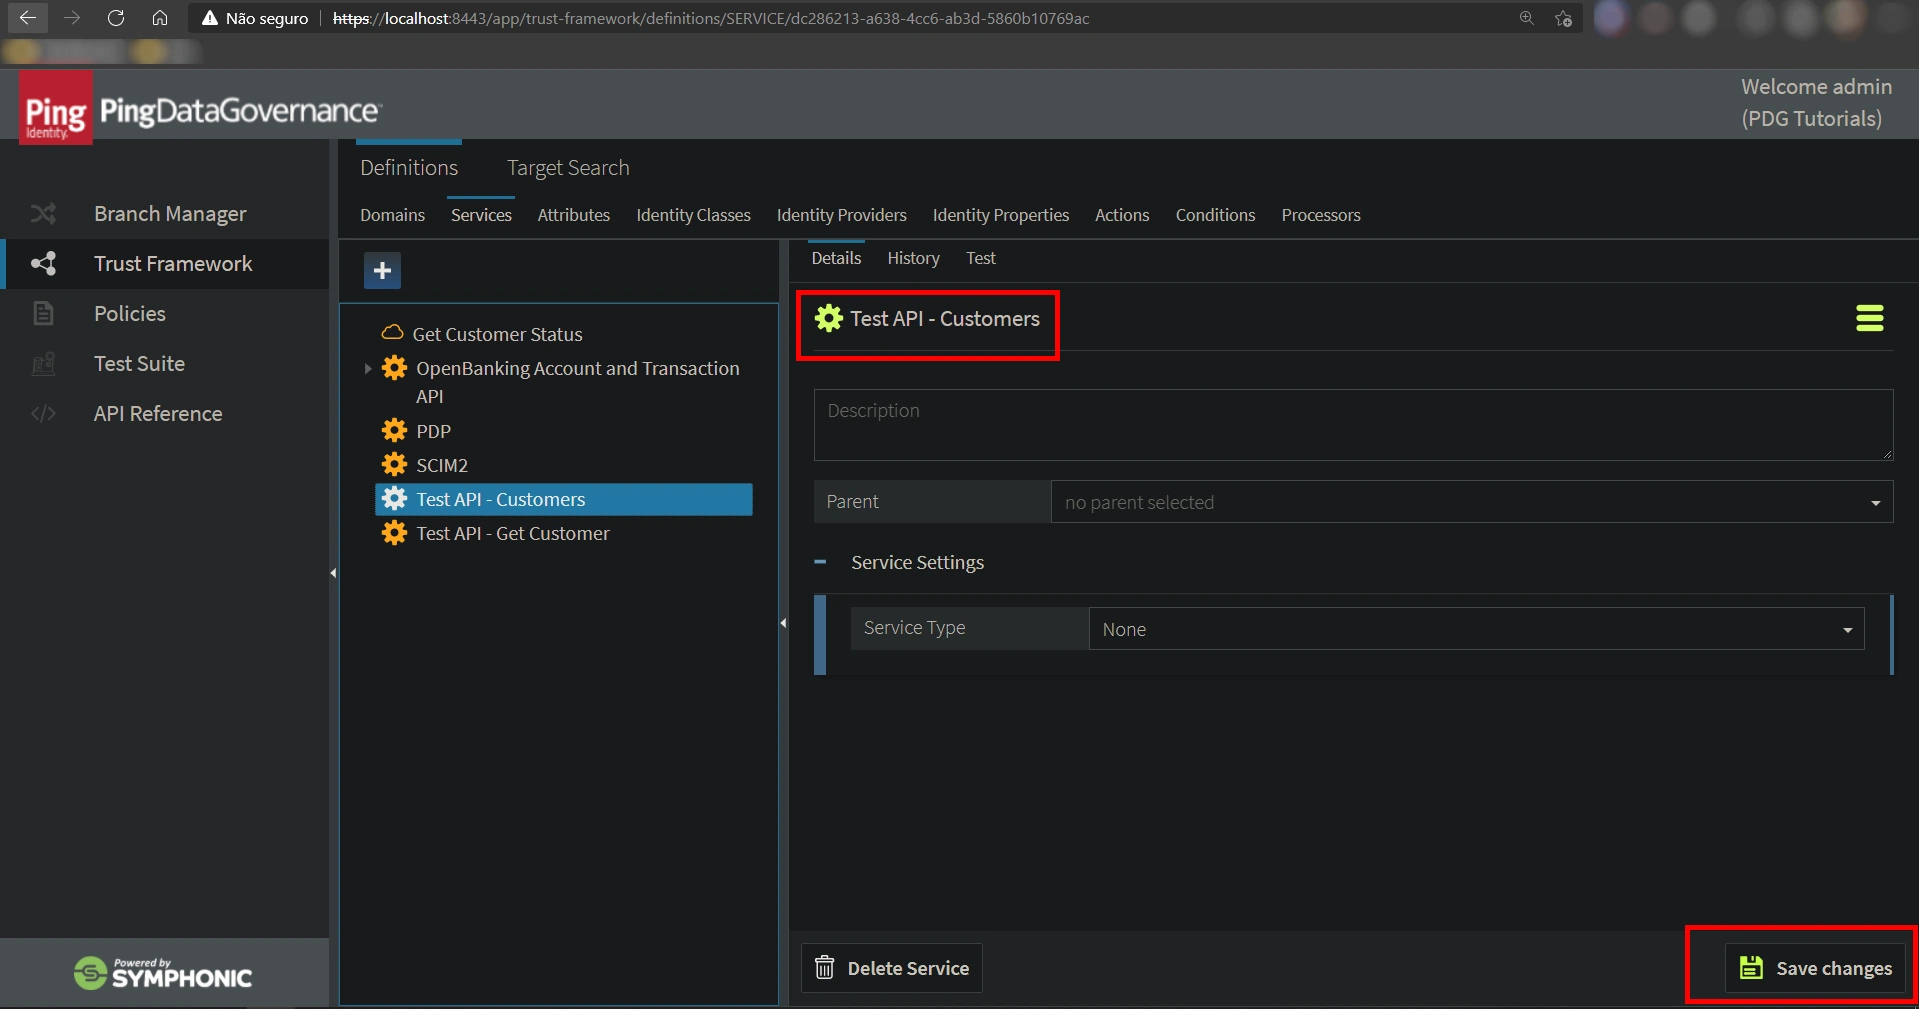 Não seguro
https://localhost:8443/app/trust-framework/definitions/SERVICE/dc286213-a638-4cc6-ab3d-5860b10769ac
Ping
Identity.
PingDataGovernance
Welcome admin
(PDG Tutorials)
Branch Manager
Trust Framework
Policies
Test Suite
API Reference
Definitions
Target Search
Domains
Services
Attributes
Identity Classes
Identity Providers
Identity Properties
Actions
Conditions
Processors
+
Get Customer Status
OpenBanking Account and Transaction
API
PDP
SCIM2
Test API - Customers
Test API - Get Customer
Details
History
Test
Test API - Customers
Description
Parent
no parent selected
Service Settings
Service Type
None
Delete Service
Save changes
Powered by
SYMPHONIC